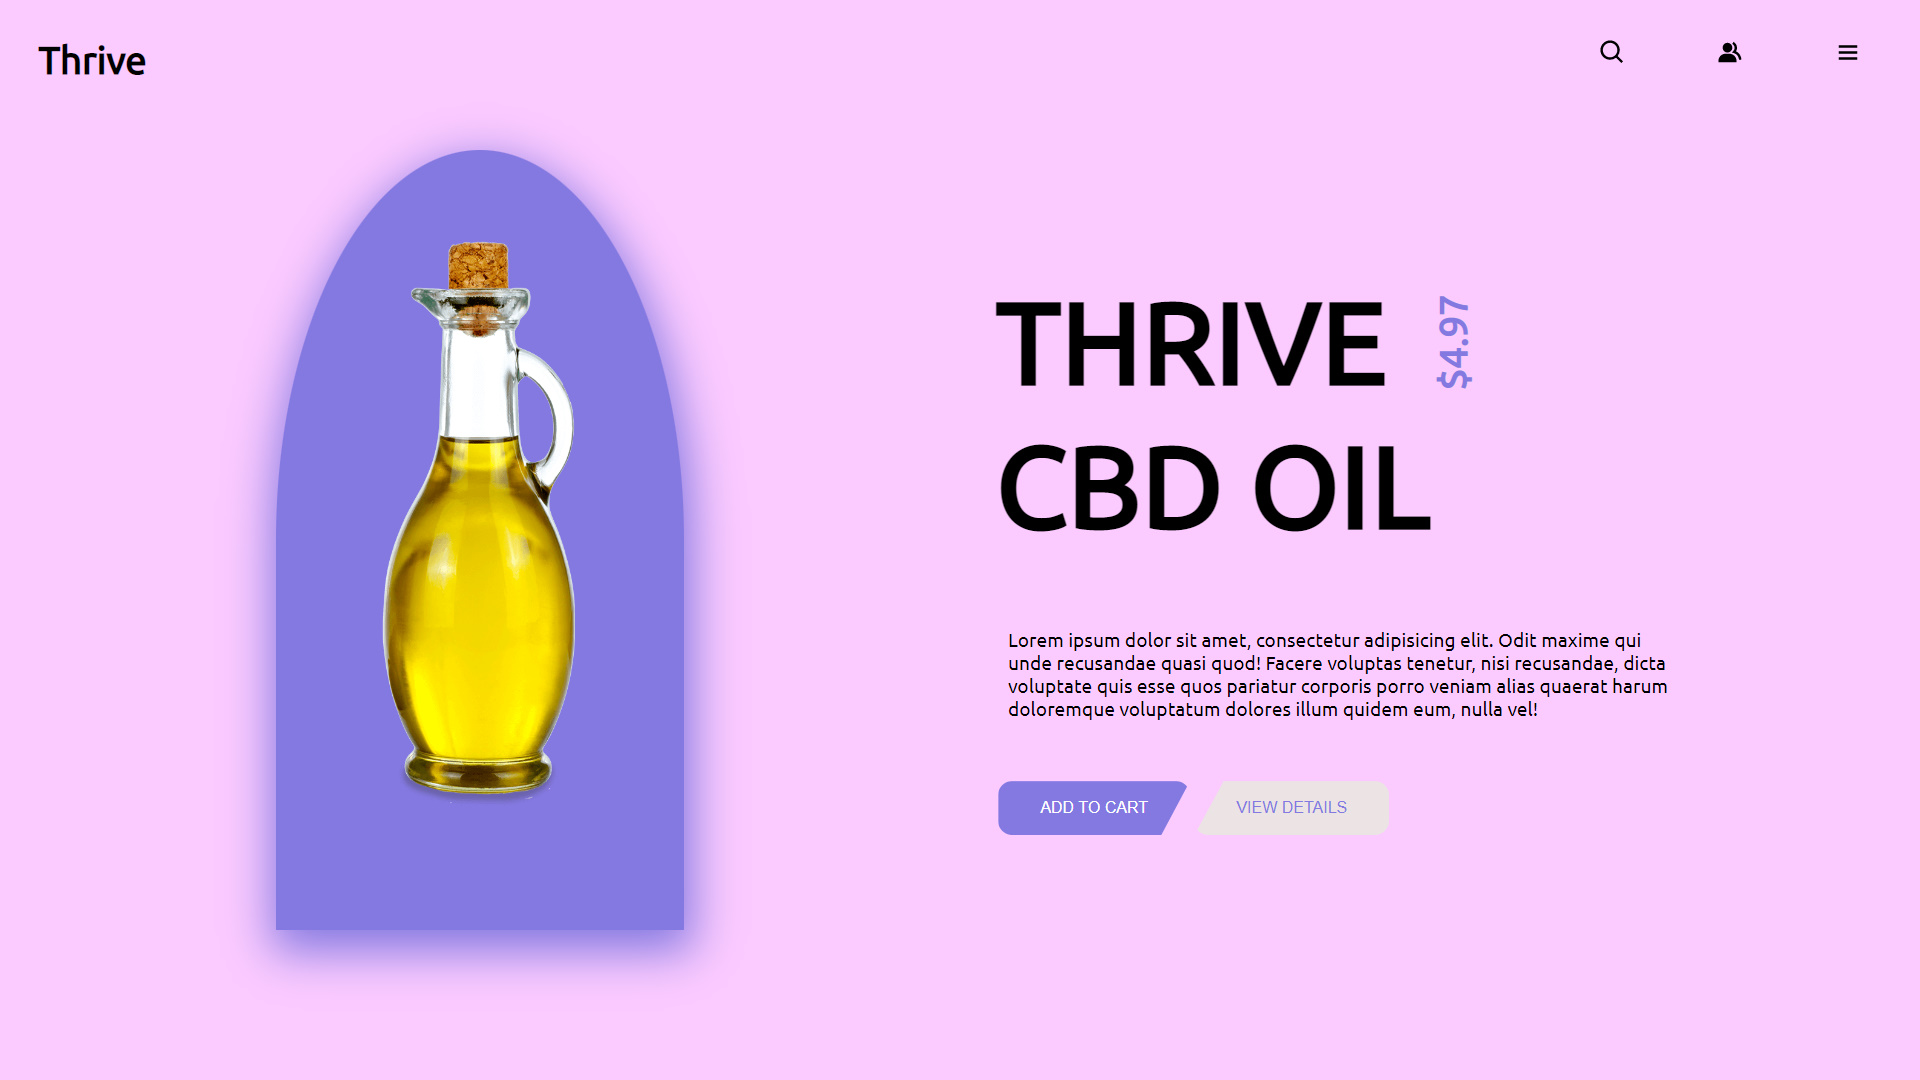 Thrive
THRIVE
$4.97
CBD OIL
Lorem ipsum dolor sit amet, consectetur adipisicing elit. Odit maxime qui
unde recusandae quasi quod! Facere voluptas tenetur, nisi recusandae, dicta
voluptate quis esse quos pariatur corporis porro veniam alias quaerat harum
doloremque voluptatum dolores illum quidem eum, nulla vel!
ADD TO CART
VIEW DETAILS